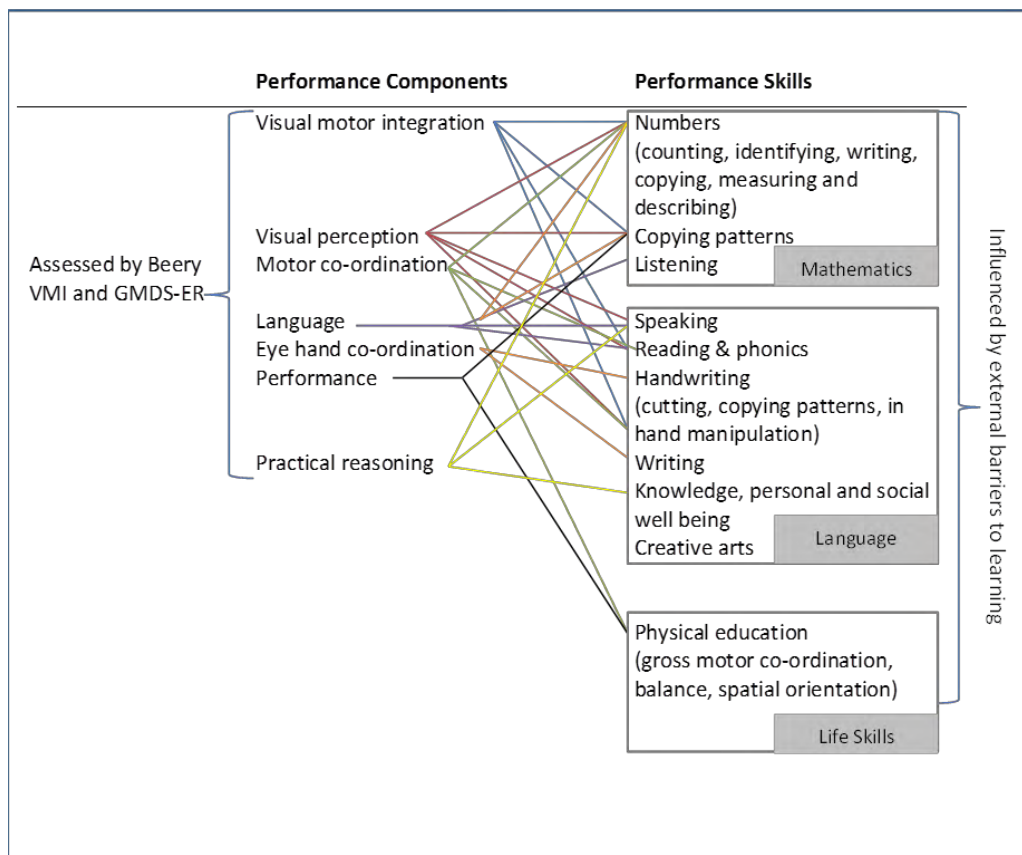 Performance Components
Performance Skills
Assessed by Beery
VMI and GMDS-ER
Visual motor integration
Visual perception
Motor co-ordination
Language
Eye hand co-ordination
Performance
Practical reasoning
Numbers
(counting, identifying, writing,
copying, measuring and
describing)
Copying patterns
Listening
Mathematics
Speaking
Reading & phonics
Handwriting
(cutting, copying patterns, in
hand manipulation)
Writing
Knowledge, personal and social
well being
Creative arts
Language
Physical education
(gross motor co-ordination,
balance, spatial orientation)
Life Skills
Influenced by external barriers to learning